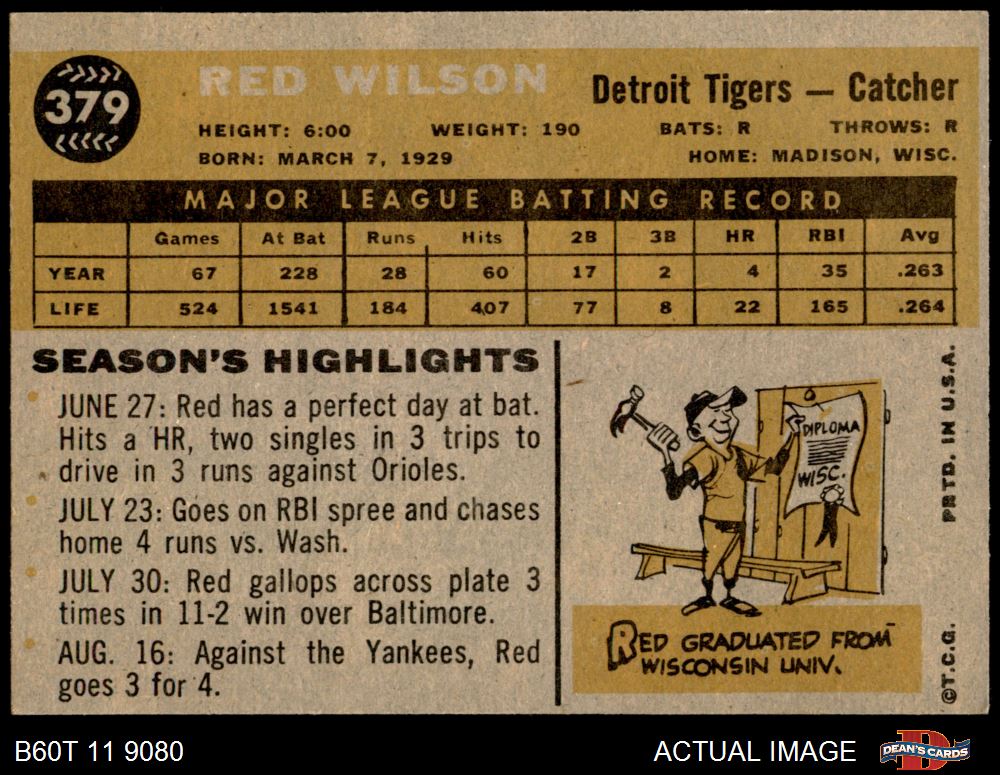 379
RED WILSON
Detroit Tigers — Catcher
HEIGHT: 6:00 WEIGHT: 190 BATS: R THROWS: R
BORN: MARCH 7, 1929 HOME: MADISON, WISC.
MAJOR LEAGUE BATTING RECORD
Games At Bat Runs Hits 2B 3B HR RBI Avg
YEAR 67 228 28 60 17 2 4 35 .263
LIFE 524 1541 184 407 77 8 22 165 .264
SEASON'S HIGHLIGHTS
JUNE 27: Red has a perfect day at bat.
Hits a HR, two singles in 3 trips to
drive in 3 runs against Orioles.
JULY 23: Goes on RBI spree and chases
home 4 runs vs. Wash.
JULY 30: Red gallops across plate 3
times in 11-2 win over Baltimore.
AUG. 16: Against the Yankees, Red
goes 3 for 4.
DIPLOMA
WISC.
RED GRADUATED FROM
WISCONSIN UNIV.
©T.C.G. PRTD. IN U.S.A.
B60T 11 9080
ACTUAL IMAGE
D
DEAN'S CARDS